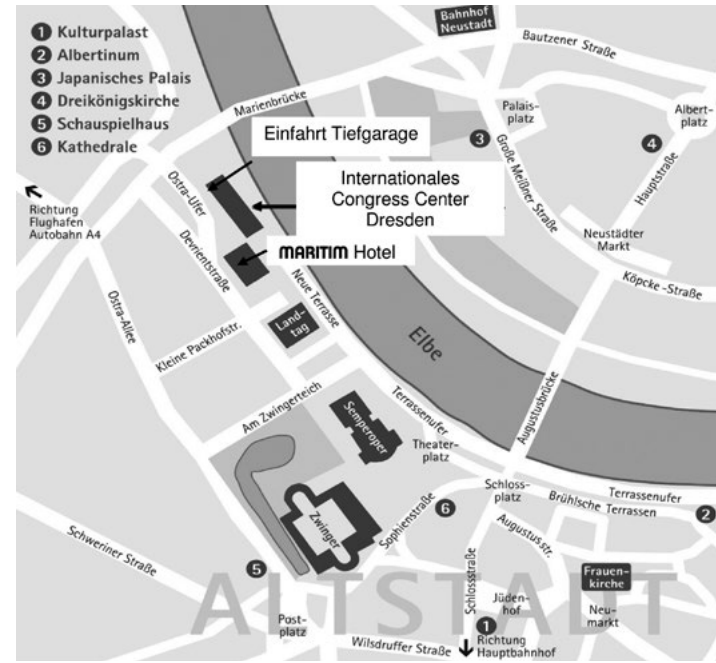 1 Kulturpalast
2 Albertinum
3 Japanisches Palais
4 Dreikönigskirche
5 Schauspielhaus
6 Kathedrale
Bahnhof
Neustadt
Bautzener Straße
Marienbrücke
Palais-
platz
Albert-
platz
3
4
Einfahrt Tiefgarage
Große Meißner Straße
Hauptstraße
Internationales
Congress Center
Dresden
Richtung
Flughafen
Autobahn A4
Ostra-Ufer
Neustädter
Markt
MARITIM Hotel
Devrientstraße
Köpcke-Straße
Neue Terrasse
Ostra-Allee
Land-
tag
Elbe
Kleine Packhofstr.
Augustusbrücke
Am Zwingerteich
Semperoper
Terrassenufer
Theater-
platz
Schloss-
platz
Terrassenufer
Brühlsche Terrassen
2
6
Sophienstraße
Zwinger
Augustusstr.
Schweriner Straße
5
Schlossstraße
Frauen-
kirche
ALTSTADT
Jüden-
hof
Neu-
markt
Post-
platz
1
Wilsdruffer Straße
Richtung
Hauptbahnhof